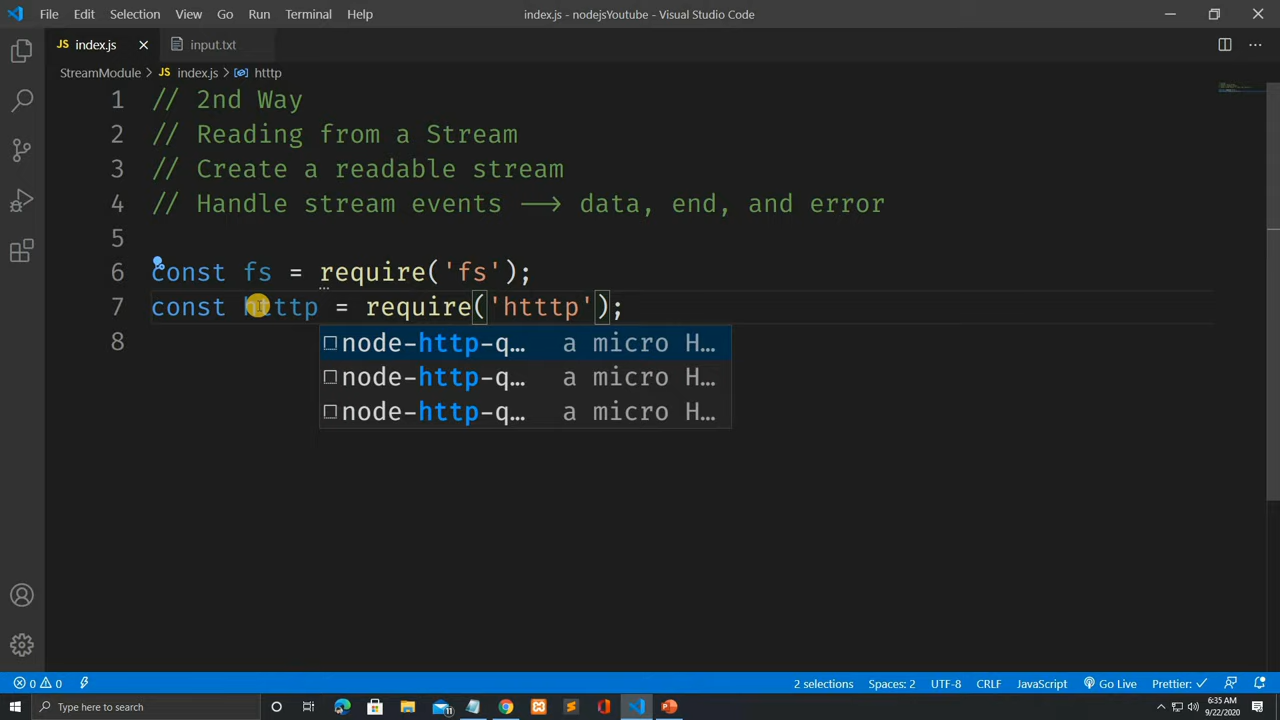 File Edit Selection View Go Run Terminal Help index.js - nodejsYoutube - Visual Studio Code
JS index.js input.txt
StreamModule > JS index.js > htttp
1 // 2nd Way
2 // Reading from a Stream
3 // Create a readable stream
4 // Handle stream events --> data, end, and error
5
6 const fs = require('fs');
7 const htttp = require('htttp');
node-http-q… a micro H…
8
node-http-q… a micro H…
node-http-q… a micro H…
0 0 2 selections Spaces: 2 UTF-8 CRLF JavaScript Go Live Prettier:
Type here to search
11
6:35 AM
9/22/2020